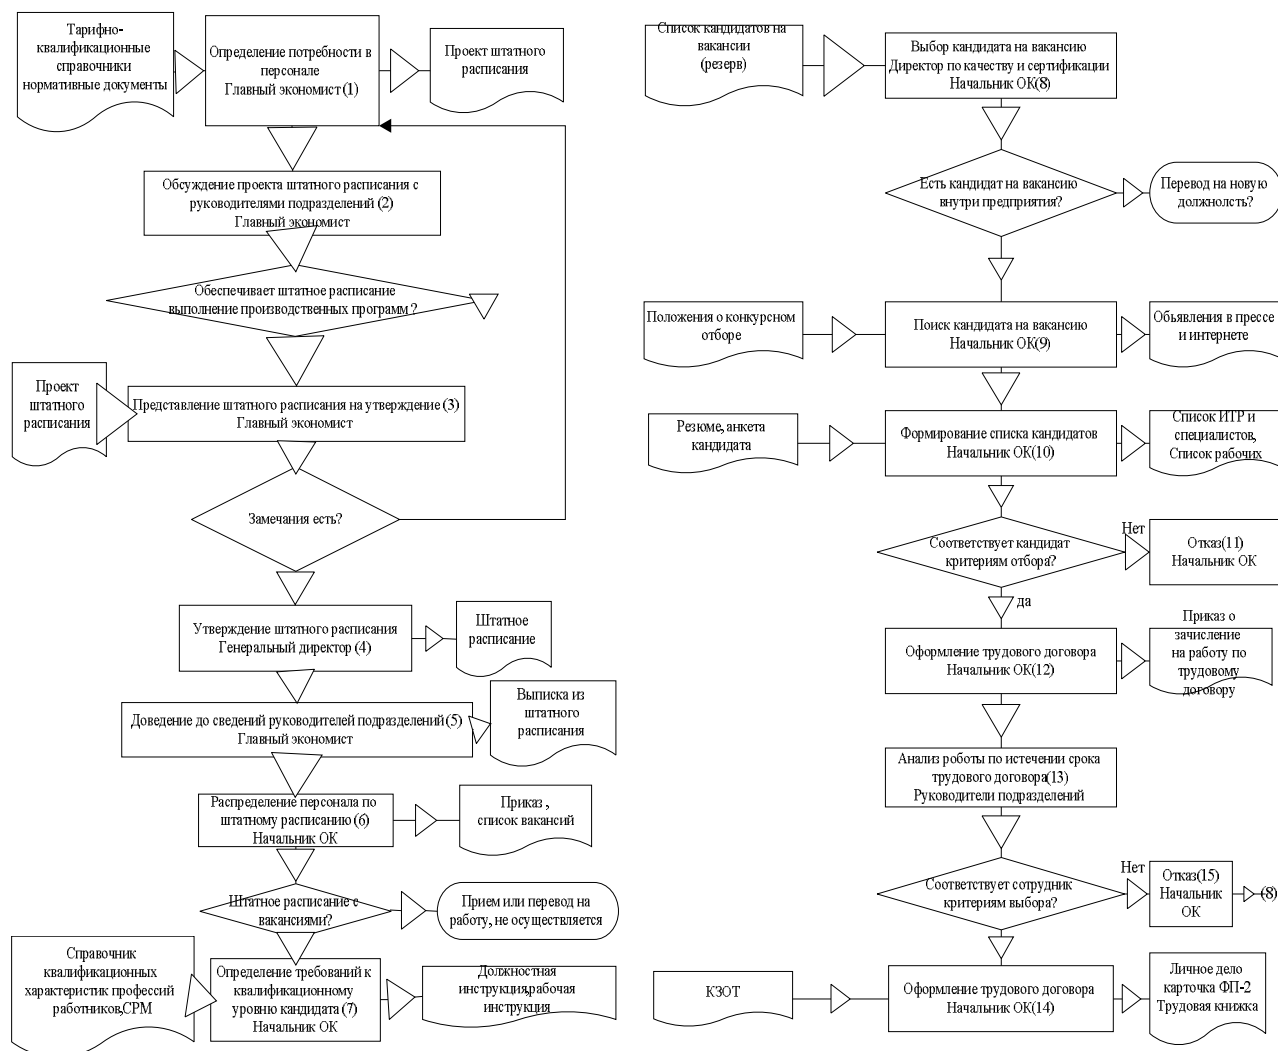 Тарифно-
квалификационные
справочники
нормативные документы
Определение потребности в
персонале
Главный экономист (1)
Проект штатного
расписания
Обсуждение проекта штатного расписания с
руководителями подразделений (2)
Главный экономист
Обеспечивает штатное расписание
выполнение производственных программ ?
Проект
штатного
расписания
Представление штатного расписания на утверждение (3)
Главный экономист
Замечания есть?
Утверждение штатного расписания
Генеральный директор (4)
Штатное
расписание
Доведение до сведений руководителей подразделений (5)
Главный экономист
Выписка из
штатного
расписания
Распределение персонала по
штатному расписанию (6)
Начальник ОК
Приказ ,
список вакансий
Штатное расписание с
вакансиями?
Прием или перевод на
работу, не осуществляется
Справочник
квалификационных
характеристик профессий
работников,СРМ
Определение требований к
квалификационному
уровню кандидата (7)
Начальник ОК
Должностная
инструкция,рабочая
инструкция
Список кандидатов на
вакансии
(резерв)
Выбор кандидата на вакансию
Директор по качеству и сертификации
Начальник ОК(8)
Есть кандидат на вакансию
внутри предприятия?
Перевод на новую
должнолсть?
Положения о конкурсном
отборе
Поиск кандидата на вакансию
Начальник ОК(9)
Обьявления в прессе
и интернете
Резюме, анкета
кандидата
Формирование списка кандидатов
Начальник ОК(10)
Список ИТР и
специалистов,
Список рабочих
Соответствует кандидат
критериям отбора?
Нет
Отказ(11)
Начальник ОК
да
Оформление трудового договора
Начальник ОК(12)
Приказ о
зачисление
на работу по
трудовому
договору
Анализ роботы по истечении срока
трудового договора(13)
Руководители подразделений
Соответствует сотрудник
критериям выбора?
Нет
Отказ(15)
Начальник
ОК
(8)
КЗОТ
Оформление трудового договора
Начальник ОК(14)
Личное дело
карточка ФП-2
Трудовая книжка